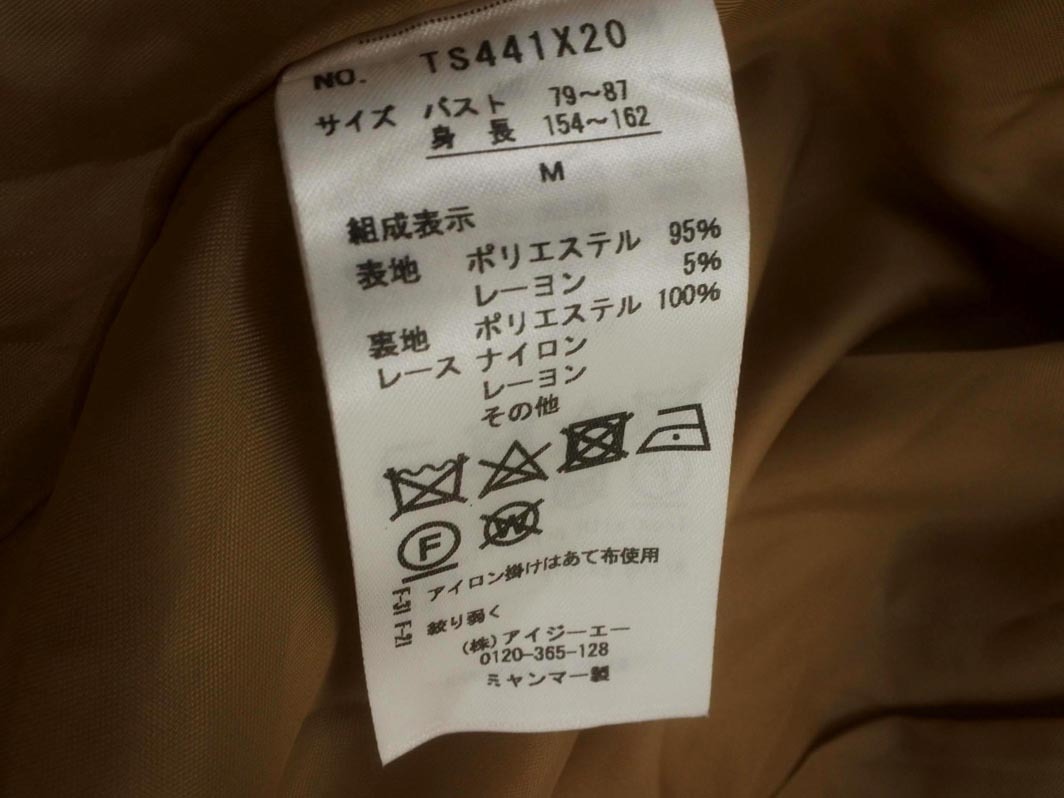 NO. TS441X20
サイズ バスト 79～87
身 長 154～162
M
組成表示
表地 ポリエステル 95%
レーヨン 5%
裏地 ポリエステル 100%
レース ナイロン
レーヨン
その他
F W
アイロン掛けはあて布使用
絞り弱く
F-31 F-21
(株)アイジーエー
0120-365-128
ミャンマー製